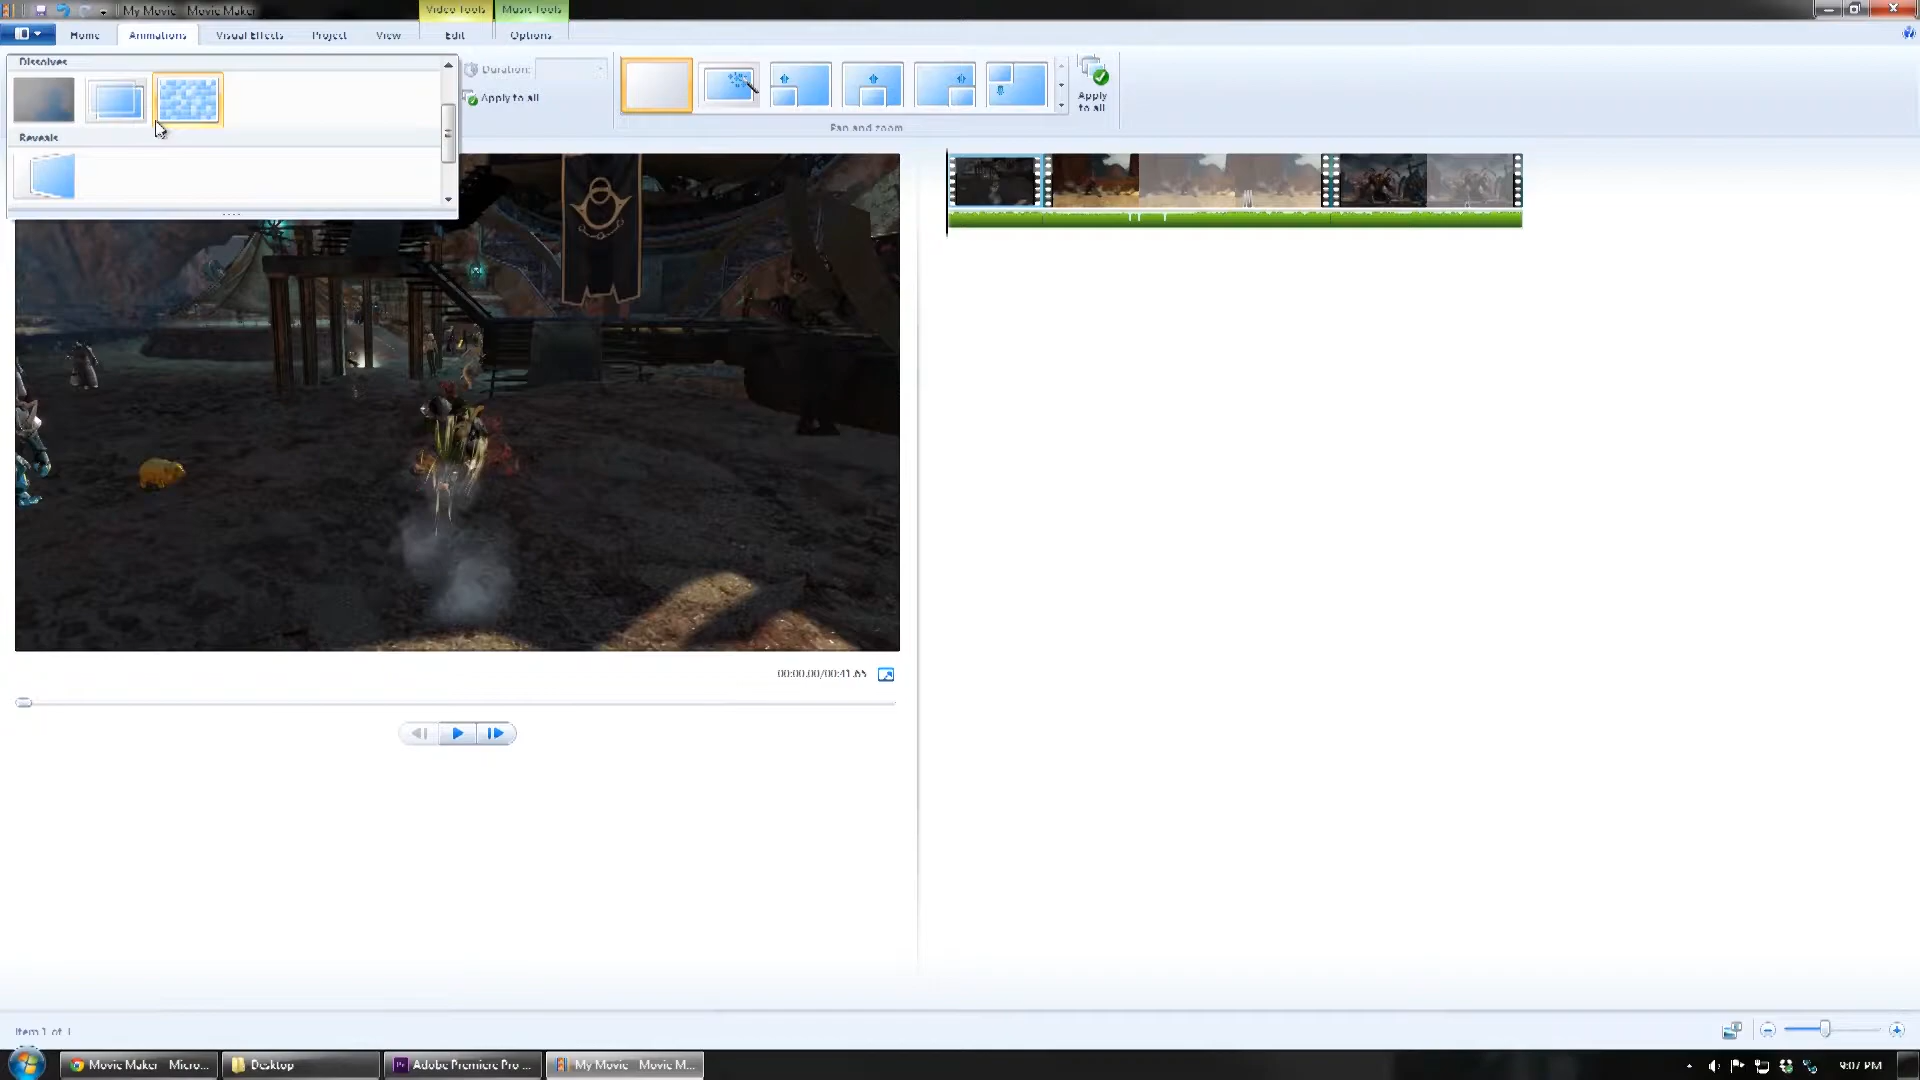 My Movie - Movie Maker
Video Tools
Music Tools
Home
Animations
Visual Effects
Project
View
Edit
Options
Dissolves
Reveals
Duration:
Apply to all
Apply
to all
Pan and zoom
00:00.00/00:41.65
Item 1 of 1
Movie Maker - Micro...
Desktop
Adobe Premiere Pro ...
My Movie - Movie M...
9:07 PM